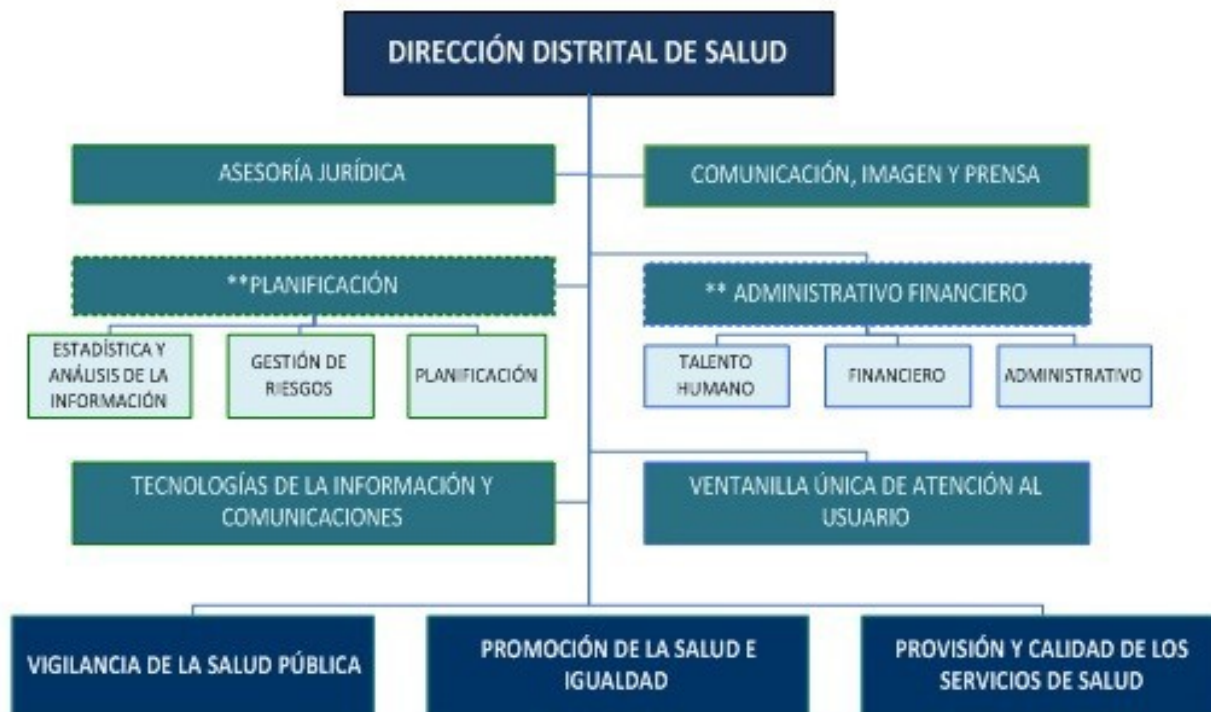 DIRECCIÓN DISTRITAL DE SALUD
ASESORÍA JURÍDICA
COMUNICACIÓN, IMAGEN Y PRENSA
**PLANIFICACIÓN
** ADMINISTRATIVO FINANCIERO
ESTADÍSTICA Y
ANÁLISIS DE LA
INFORMACIÓN
GESTIÓN DE
RIESGOS
PLANIFICACIÓN
TALENTO
HUMANO
FINANCIERO
ADMINISTRATIVO
TECNOLOGÍAS DE LA INFORMACIÓN Y
COMUNICACIONES
VENTANILLA ÚNICA DE ATENCIÓN AL
USUARIO
VIGILANCIA DE LA SALUD PÚBLICA
PROMOCIÓN DE LA SALUD E
IGUALDAD
PROVISIÓN Y CALIDAD DE LOS
SERVICIOS DE SALUD